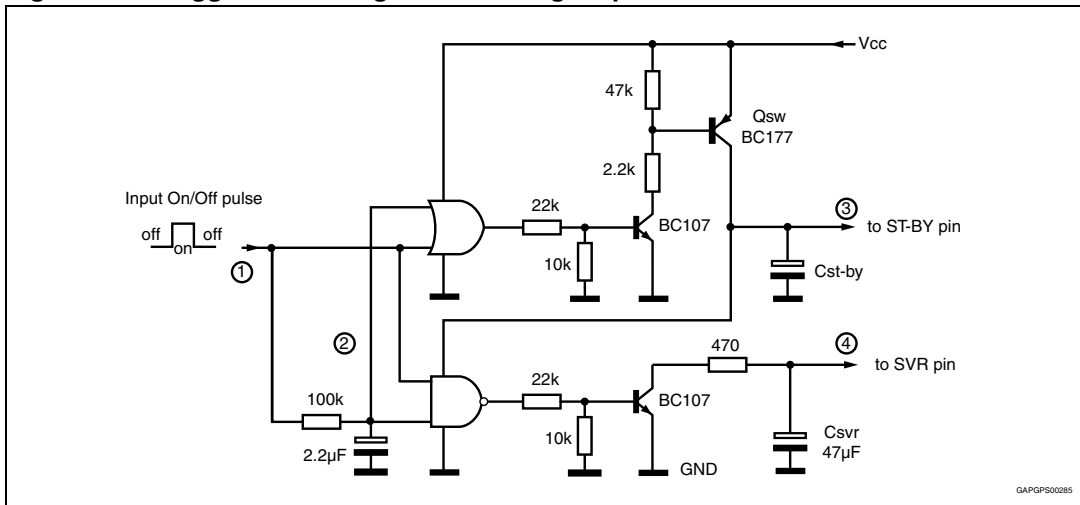 Vcc
47k
Qsw
BC177
2.2k
Input On/Off pulse
off
on
off
22k
BC107
3
to ST-BY pin
1
10k
Cst-by
2
470
4
to SVR pin
100k
22k
BC107
2.2µF
10k
Csvr
47µF
GND
GAPGPS00285